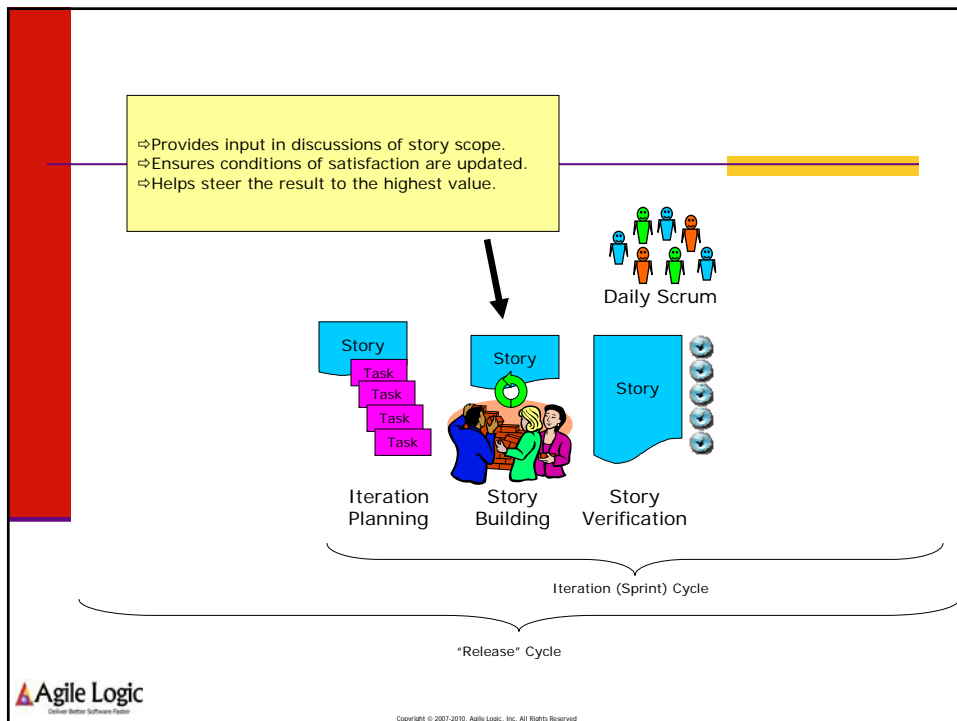 ⇨Provides input in discussions of story scope.
⇨Ensures conditions of satisfaction are updated.
⇨Helps steer the result to the highest value.
Daily Scrum
Story
Task
Task
Task
Task
Story
Story
Iteration
Planning
Story
Building
Story
Verification
Iteration (Sprint) Cycle
“Release” Cycle
Agile Logic
Deliver Better Software Faster
Copyright © 2007-2010, Agile Logic, Inc. All Rights Reserved